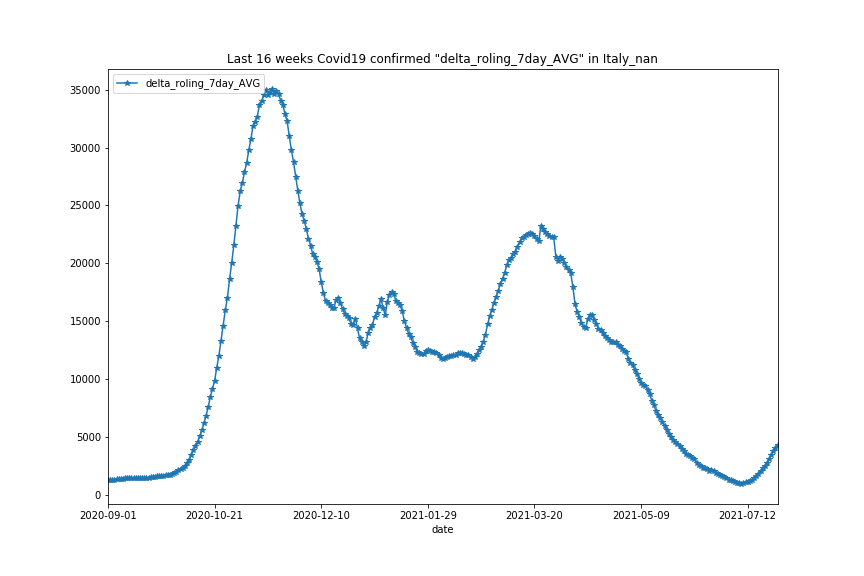 Last 16 weeks Covid19 confirmed "delta_roling_7day_AVG" in Italy_nan
delta_roling_7day_AVG
35000
30000
25000
20000
15000
10000
5000
0
2020-09-01 2020-10-21 2020-12-10 2021-01-29 2021-03-20 2021-05-09 2021-07-12
date